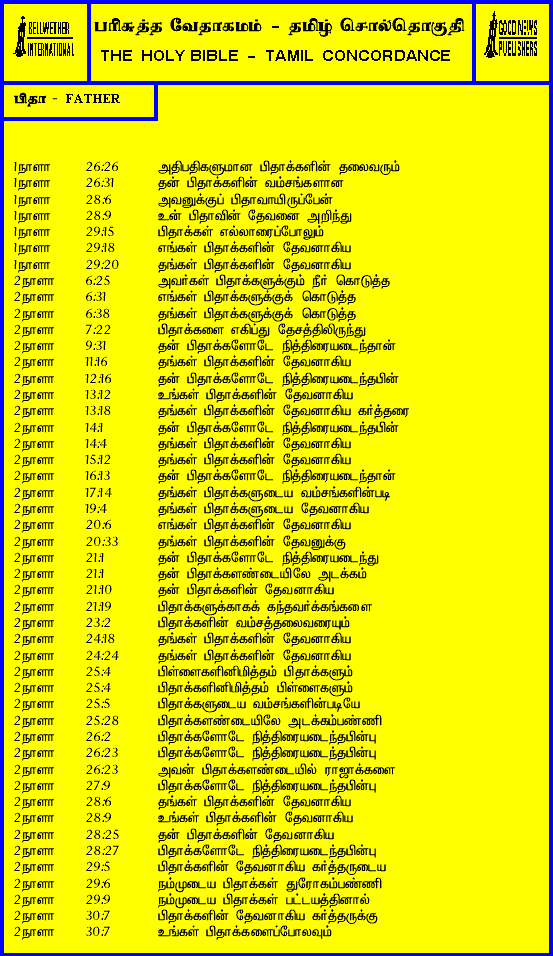 BELLWETHER
INTERNATIONAL
பரிசுத்த வேதாகமம் - தமிழ் சொல்தொகுதி
THE HOLY BIBLE - TAMIL CONCORDANCE
GOOD NEWS
PUBLISHERS
பிதா - FATHER
1நாளா 26:26 அதிபதிகளுமான பிதாக்களின் தலைவரும்
1நாளா 26:31 தன் பிதாக்களின் வம்சங்களான
1நாளா 28:6 அவனுக்குப் பிதாவாயிருப்பேன்
1நாளா 28:9 உன் பிதாவின் தேவனை அறிந்து
1நாளா 29:15 பிதாக்கள் எல்லாரைப்போலும்
1நாளா 29:18 எங்கள் பிதாக்களின் தேவனாகிய
1நாளா 29:20 தங்கள் பிதாக்களின் தேவனாகிய
2நாளா 6:25 அவர்கள் பிதாக்களுக்கும் நீர் கொடுத்த
2நாளா 6:31 எங்கள் பிதாக்களுக்குக் கொடுத்த
2நாளா 6:38 தங்கள் பிதாக்களுக்குக் கொடுத்த
2நாளா 7:22 பிதாக்களை எகிப்து தேசத்திலிருந்து
2நாளா 9:31 தன் பிதாக்களோடே நித்திரையடைந்தான்
2நாளா 11:16 தங்கள் பிதாக்களின் தேவனாகிய
2நாளா 12:16 தன் பிதாக்களோடே நித்திரையடைந்தபின்
2நாளா 13:12 உங்கள் பிதாக்களின் தேவனாகிய
2நாளா 13:18 தங்கள் பிதாக்களின் தேவனாகிய கர்த்தரை
2நாளா 14:1 தன் பிதாக்களோடே நித்திரையடைந்தபின்
2நாளா 14:4 தங்கள் பிதாக்களின் தேவனாகிய
2நாளா 15:12 தங்கள் பிதாக்களின் தேவனாகிய
2நாளா 16:13 தன் பிதாக்களோடே நித்திரையடைந்தான்
2நாளா 17:14 தங்கள் பிதாக்களுடைய வம்சங்களின்படி
2நாளா 19:4 தங்கள் பிதாக்களுடைய தேவனாகிய
2நாளா 20:6 எங்கள் பிதாக்களின் தேவனாகிய
2நாளா 20:33 தங்கள் பிதாக்களின் தேவனுக்கு
2நாளா 21:1 தன் பிதாக்களோடே நித்திரையடைந்து
2நாளா 21:1 தன் பிதாக்களண்டையிலே அடக்கம்
2நாளா 21:10 தன் பிதாக்களின் தேவனாகிய
2நாளா 21:19 பிதாக்களுக்காகக் கந்தவர்க்கங்களை
2நாளா 23:2 பிதாக்களின் வம்சத்தலைவரையும்
2நாளா 24:18 தங்கள் பிதாக்களின் தேவனாகிய
2நாளா 24:24 தங்கள் பிதாக்களின் தேவனாகிய
2நாளா 25:4 பிள்ளைகளினிமித்தம் பிதாக்களும்
2நாளா 25:4 பிதாக்களினிமித்தம் பிள்ளைகளும்
2நாளா 25:5 பிதாக்களுடைய வம்சங்களின்படியே
2நாளா 25:28 பிதாக்களண்டையிலே அடக்கம்பண்ணி
2நாளா 26:2 பிதாக்களோடே நித்திரையடைந்தபின்பு
2நாளா 26:23 பிதாக்களோடே நித்திரையடைந்தபின்பு
2நாளா 26:23 அவன் பிதாக்களண்டையில் ராஜாக்களை
2நாளா 27:9 பிதாக்களோடே நித்திரையடைந்தபின்பு
2நாளா 28:6 தங்கள் பிதாக்களின் தேவனாகிய
2நாளா 28:9 உங்கள் பிதாக்களின் தேவனாகிய
2நாளா 28:25 தன் பிதாக்களின் தேவனாகிய
2நாளா 28:27 பிதாக்களோடே நித்திரையடைந்தபின்பு
2நாளா 29:5 பிதாக்களின் தேவனாகிய கர்த்தருடைய
2நாளா 29:6 நம்முடைய பிதாக்கள் துரோகம்பண்ணி
2நாளா 29:9 நம்முடைய பிதாக்கள் பட்டயத்தினால்
2நாளா 30:7 பிதாக்களின் தேவனாகிய கர்த்தருக்கு
2நாளா 30:7 உங்கள் பிதாக்களைப்போலவும்